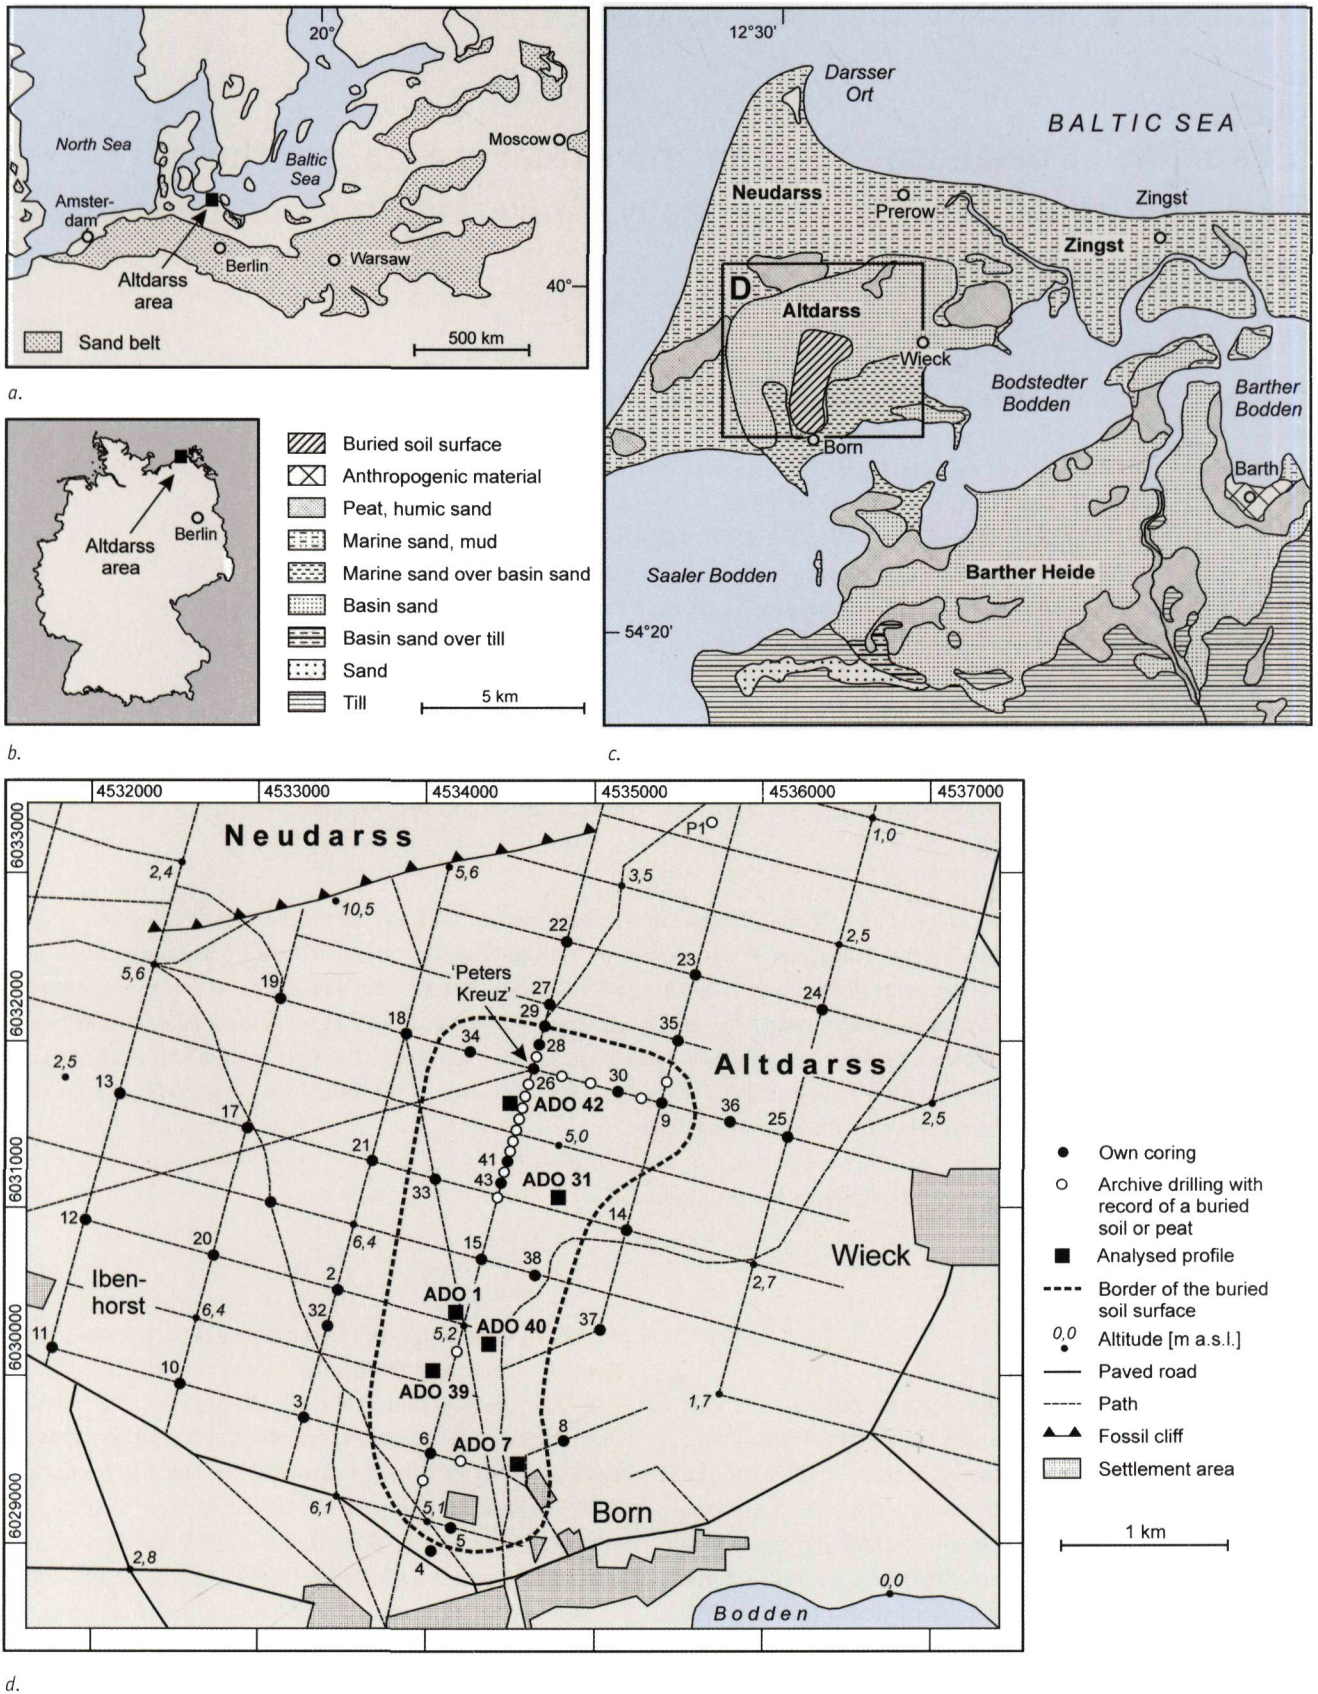 20°
North Sea
Baltic
Sea
Moscow
Amster-
dam
Berlin
Warsaw
Altdarss
area
40°
Sand belt
500 km
a.
12°30'
Darsser
Ort
BALTIC SEA
Neudarss
Prerow
Zingst
Zingst
D
Altdarss
Wieck
Bodstedter
Bodden
Barther
Bodden
Born
Barth
Saaler Bodden
Barther Heide
54°20'
c.
Altdarss
area
Berlin
b.
Buried soil surface
Anthropogenic material
Peat, humic sand
Marine sand, mud
Marine sand over basin sand
Basin sand
Basin sand over till
Sand
Till
5 km
4532000
4533000
4534000
4535000
4536000
4537000
6033000
6032000
6031000
6030000
6029000
Neudarss
P1
1,0
2,4
5,6
3,5
10,5
22
2,5
5,6
19
'Peters
Kreuz'
23
27
24
18
29
35
34
28
Altdarss
2,5
13
26
30
ADO 42
9
36
25
2,5
17
5,0
21
41
33
43
ADO 31
12
14
20
6,4
15
38
Wieck
Iben-
horst
2
2,7
ADO 1
32
6,4
5,2
ADO 40
37
11
10
ADO 39
1,7
3
6
ADO 7
8
6,1
5,1
5
Born
4
2,8
0,0
Bodden
d.
Own coring
Archive drilling with
record of a buried
soil or peat
Analysed profile
Border of the buried
soil surface
0,0
Altitude [m a.s.l.]
Paved road
Path
Fossil cliff
Settlement area
1 km